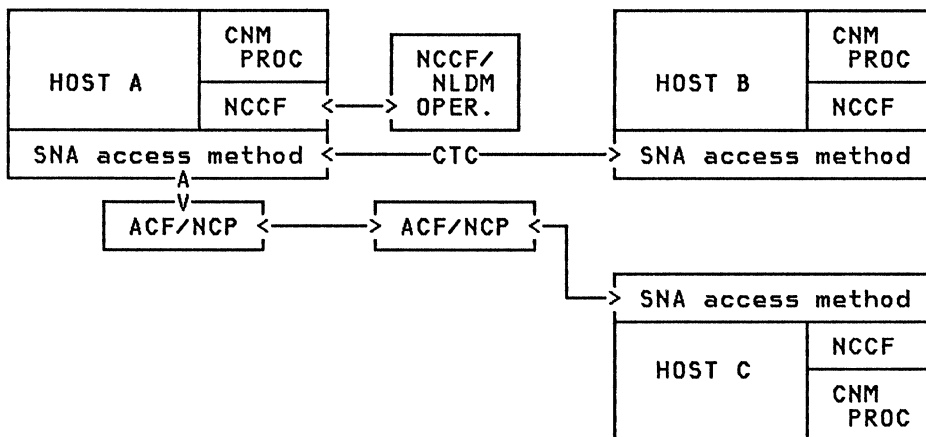 CNM
PROC
HOST A
NCCF
SNA access method
NCCF/
NLDM
OPER.
CNM
PROC
HOST B
NCCF
SNA access method
CTC
ACF/NCP
ACF/NCP
SNA access method
HOST C
NCCF
CNM
PROC